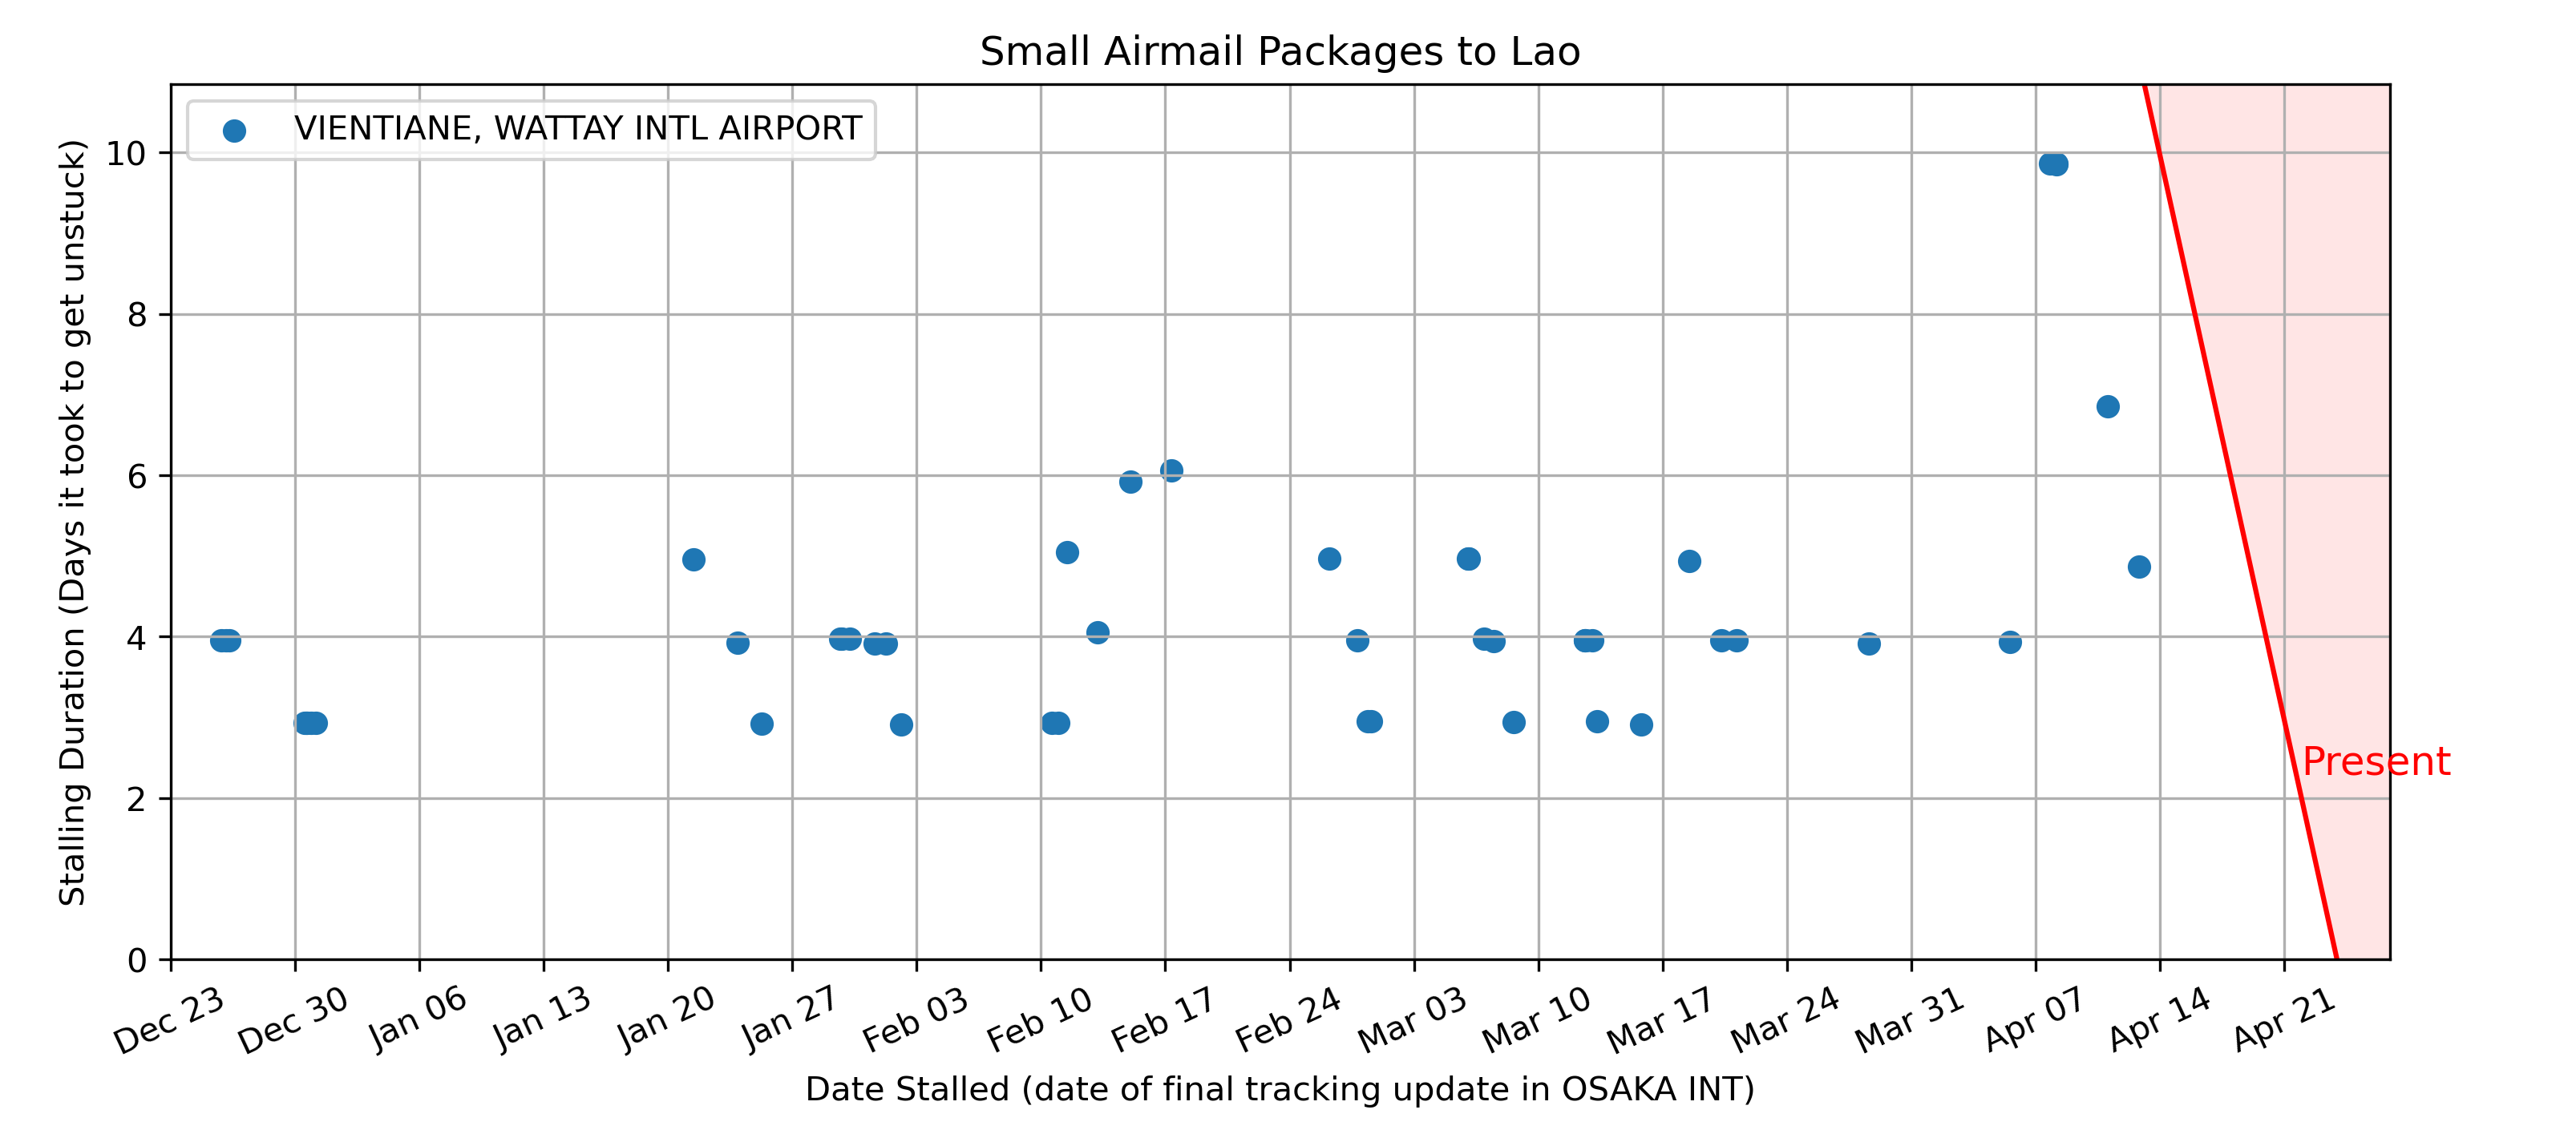 Small Airmail Packages to Lao
VIENTIANE, WATTAY INTL AIRPORT
Stalling Duration (Days it took to get unstuck)
10
8
6
4
2
0
Present
Dec 23
Dec 30
Jan 06
Jan 13
Jan 20
Jan 27
Feb 03
Feb 10
Feb 17
Feb 24
Mar 03
Mar 10
Mar 17
Mar 24
Mar 31
Apr 07
Apr 14
Apr 21
Date Stalled (date of final tracking update in OSAKA INT)